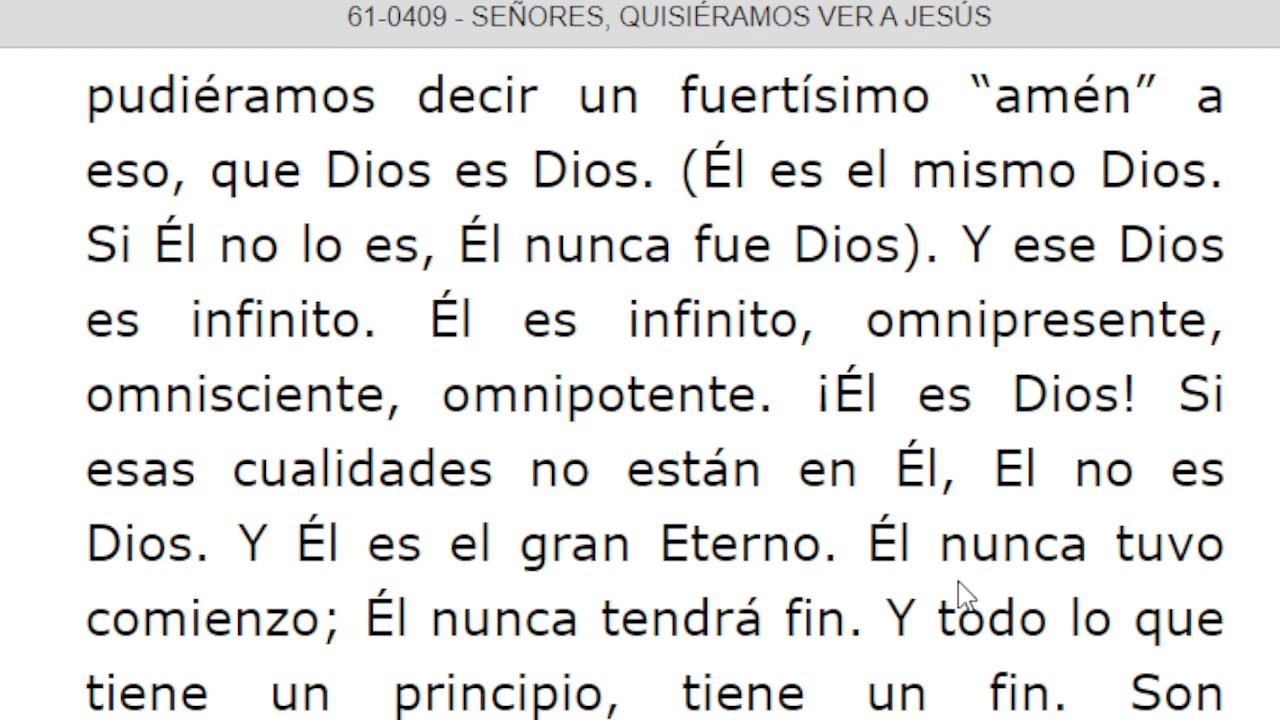 61-0409 - SEÑORES, QUISIÉRAMOS VER A JESÚS
pudiéramos decir un fuertísimo “amén” a
eso, que Dios es Dios. (Él es el mismo Dios.
Si Él no lo es, Él nunca fue Dios). Y ese Dios
es infinito. Él es infinito, omnipresente,
omnisciente, omnipotente. ¡Él es Dios! Si
esas cualidades no están en Él, El no es
Dios. Y Él es el gran Eterno. Él nunca tuvo
comienzo; Él nunca tendrá fin. Y todo lo que
tiene un principio, tiene un fin. Son